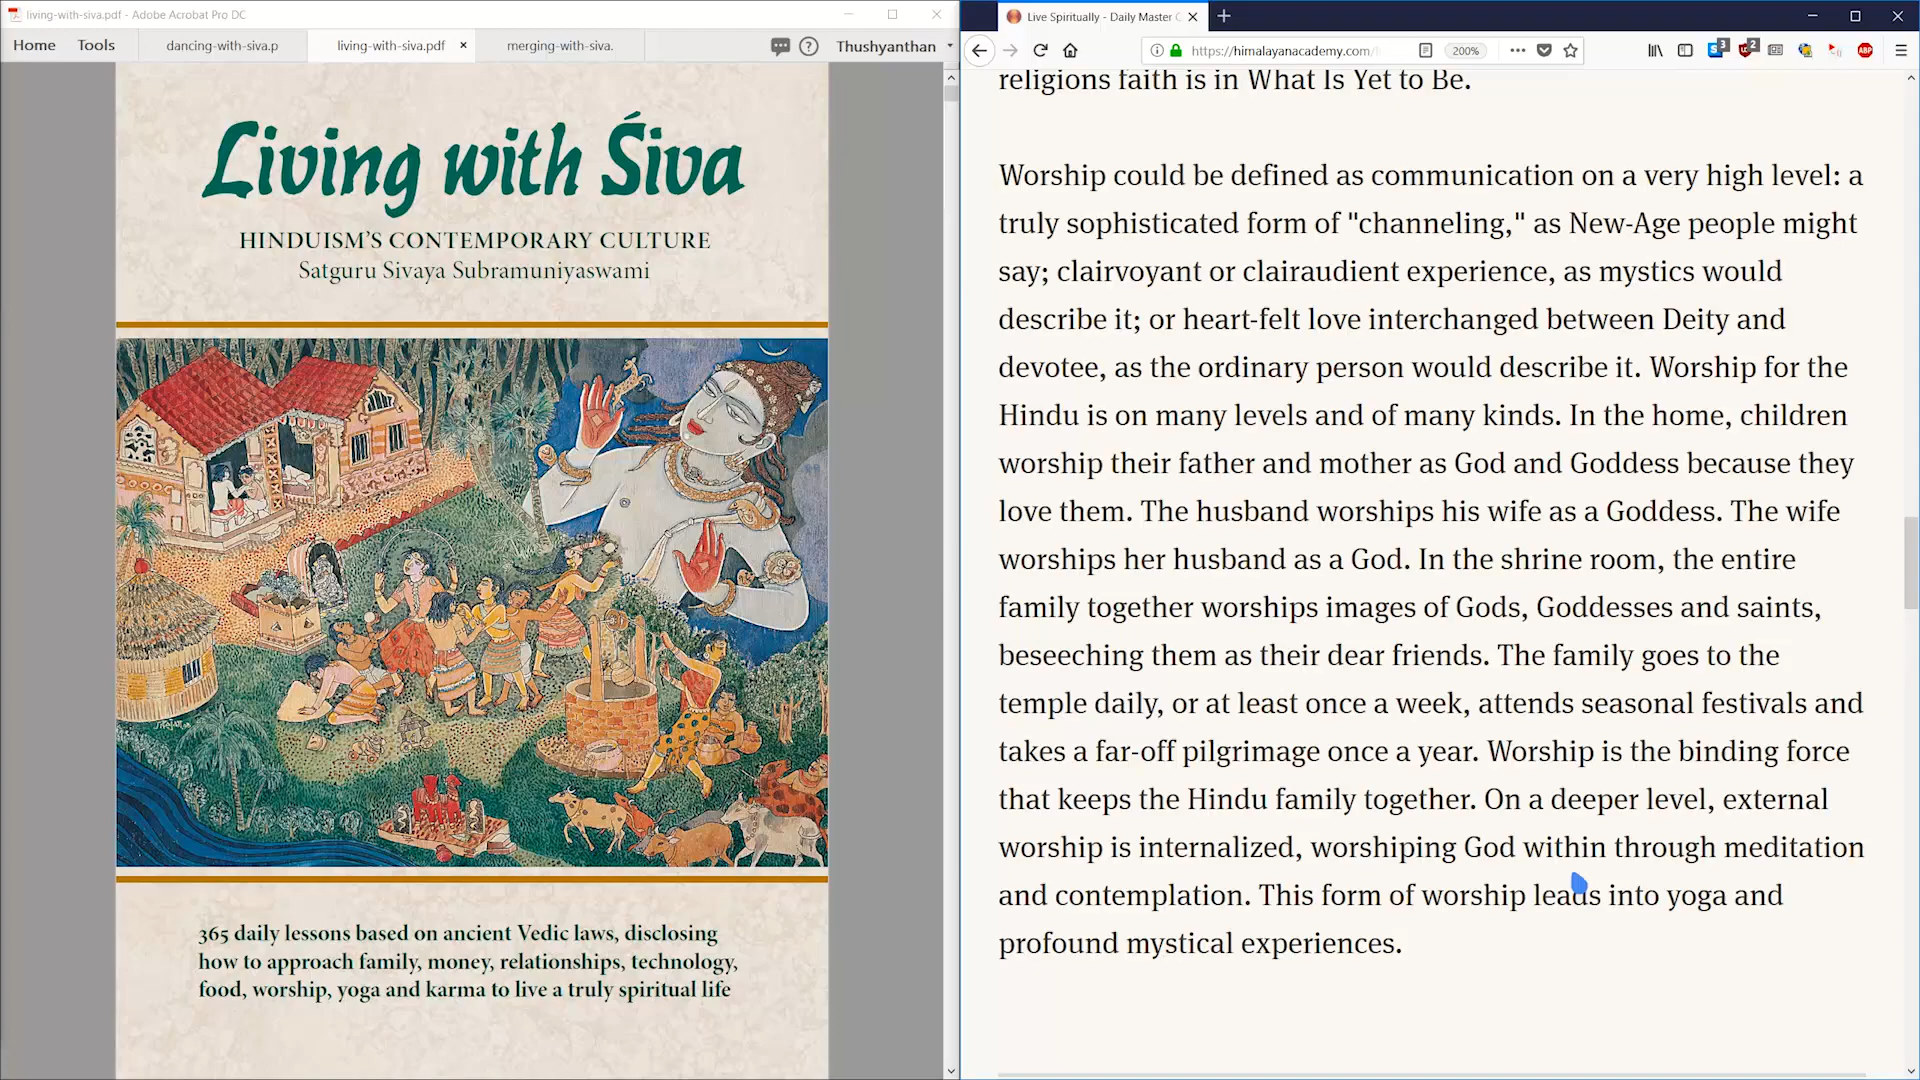 living-with-siva.pdf - Adobe Acrobat Pro DC
Home Tools dancing-with-siva.p living-with-siva.pdf × merging-with-siva. Thushyanthan
Living with Śiva
HINDUISM'S CONTEMPORARY CULTURE
Satguru Sivaya Subramuniyaswami
365 daily lessons based on ancient Vedic laws, disclosing
how to approach family, money, relationships, technology,
food, worship, yoga and karma to live a truly spiritual life
Live Spiritually - Daily Master C
https://himalayanacademy.com/ 200%
3 2 ABP
religions faith is in What Is Yet to Be.
Worship could be defined as communication on a very high level: a
truly sophisticated form of "channeling," as New-Age people might
say; clairvoyant or clairaudient experience, as mystics would
describe it; or heart-felt love interchanged between Deity and
devotee, as the ordinary person would describe it. Worship for the
Hindu is on many levels and of many kinds. In the home, children
worship their father and mother as God and Goddess because they
love them. The husband worships his wife as a Goddess. The wife
worships her husband as a God. In the shrine room, the entire
family together worships images of Gods, Goddesses and saints,
beseeching them as their dear friends. The family goes to the
temple daily, or at least once a week, attends seasonal festivals and
takes a far-off pilgrimage once a year. Worship is the binding force
that keeps the Hindu family together. On a deeper level, external
worship is internalized, worshiping God within through meditation
and contemplation. This form of worship leads into yoga and
profound mystical experiences.